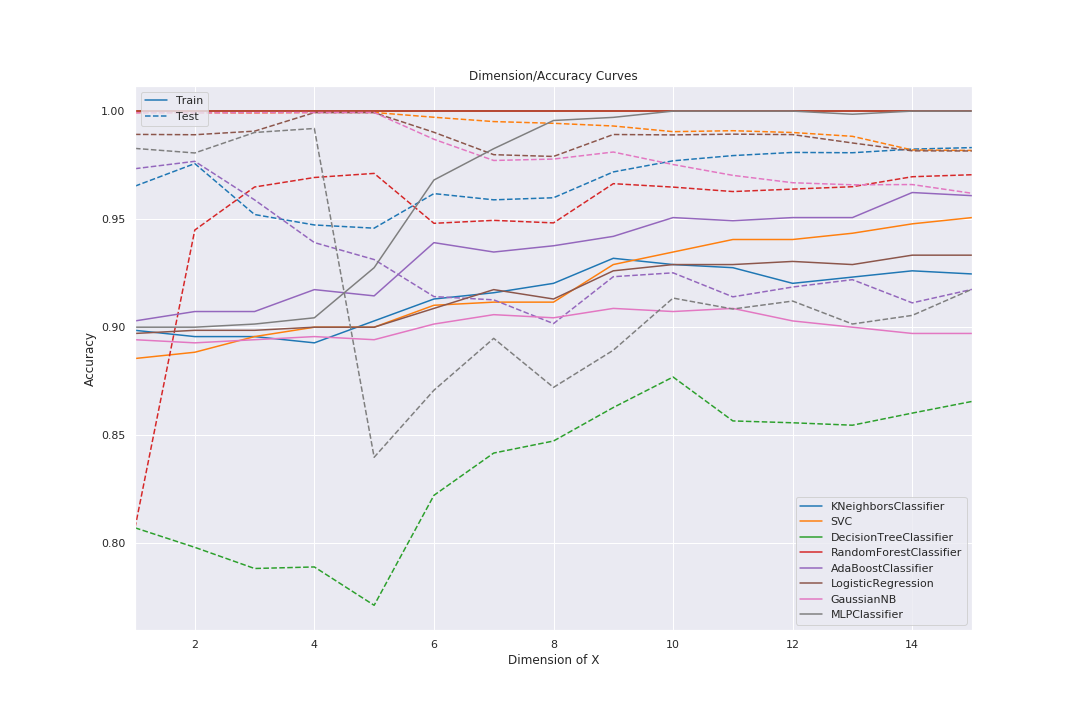 Dimension/Accuracy Curves
Train
Test
1.00
0.95
0.90
0.85
0.80
Accuracy
KNeighborsClassifier
SVC
DecisionTreeClassifier
RandomForestClassifier
AdaBoostClassifier
LogisticRegression
GaussianNB
MLPClassifier
2 4 6 8 10 12 14
Dimension of X